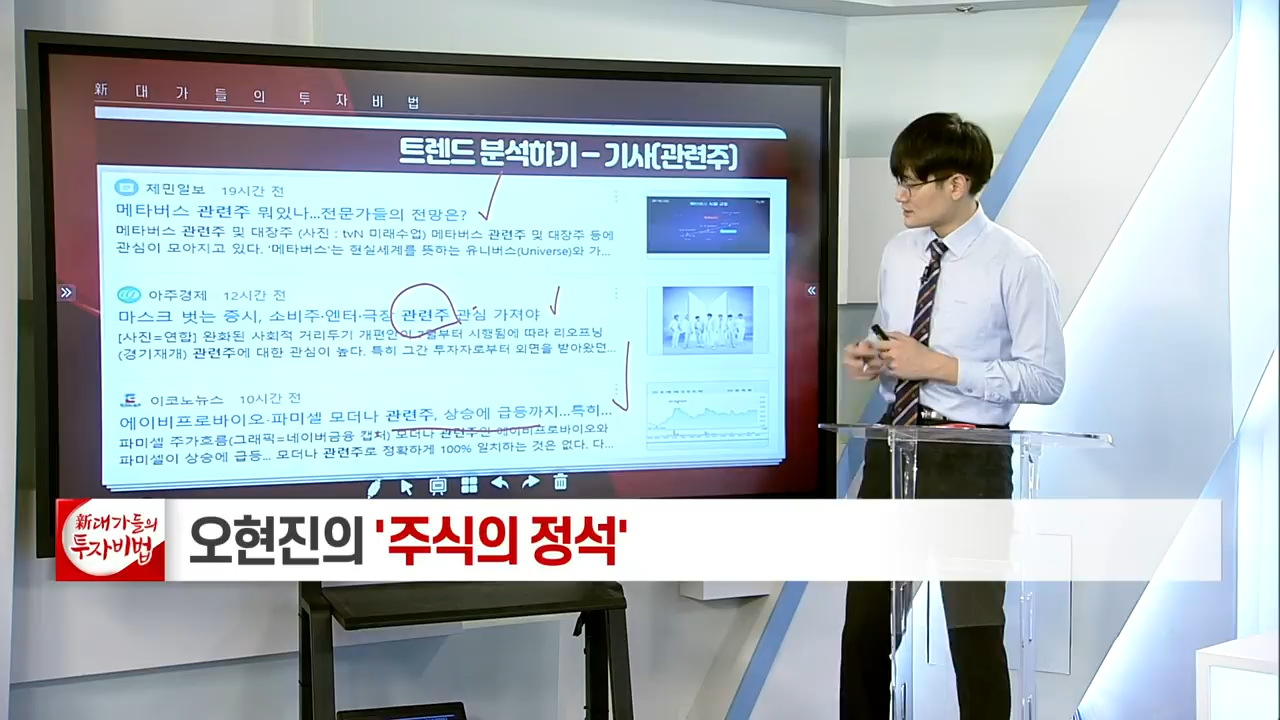 新 대 가 들 의 투 자 비 법
트렌드 분석하기 – 기사(관련주)
제민일보 19시간 전
메타버스 관련주 뭐있나...전문가들의 전망은?
메타버스 관련주 및 대장주 (사진 : tvN 미래수업) 메타버스 관련주 및 대장주 등에
관심이 모아지고 있다. '메타버스'는 현실세계를 뜻하는 유니버스(Universe)와 가...
아주경제 12시간 전
마스크 벗는 증시, 소비주·엔터·극장 관련주 관심 가져야
[사진=연합] 완화된 사회적 거리두기 개편안이 7월부터 시행됨에 따라 리오프닝
(경기재개) 관련주에 대한 관심이 높다. 특히 그간 투자자로부터 외면을 받아왔던...
이코노뉴스 10시간 전
에이비프로바이오·파미셀 모더나 관련주, 상승에 급등까지...특히...
파미셀 주가흐름(그래픽=네이버금융 캡처) 모더나 관련주인 에이비프로바이오와
파미셀이 상승에 급등... 모더나 관련주로 정확하게 100% 일치하는 것은 없다. 다...
新대가들의
투자비법
오현진의 '주식의 정석'